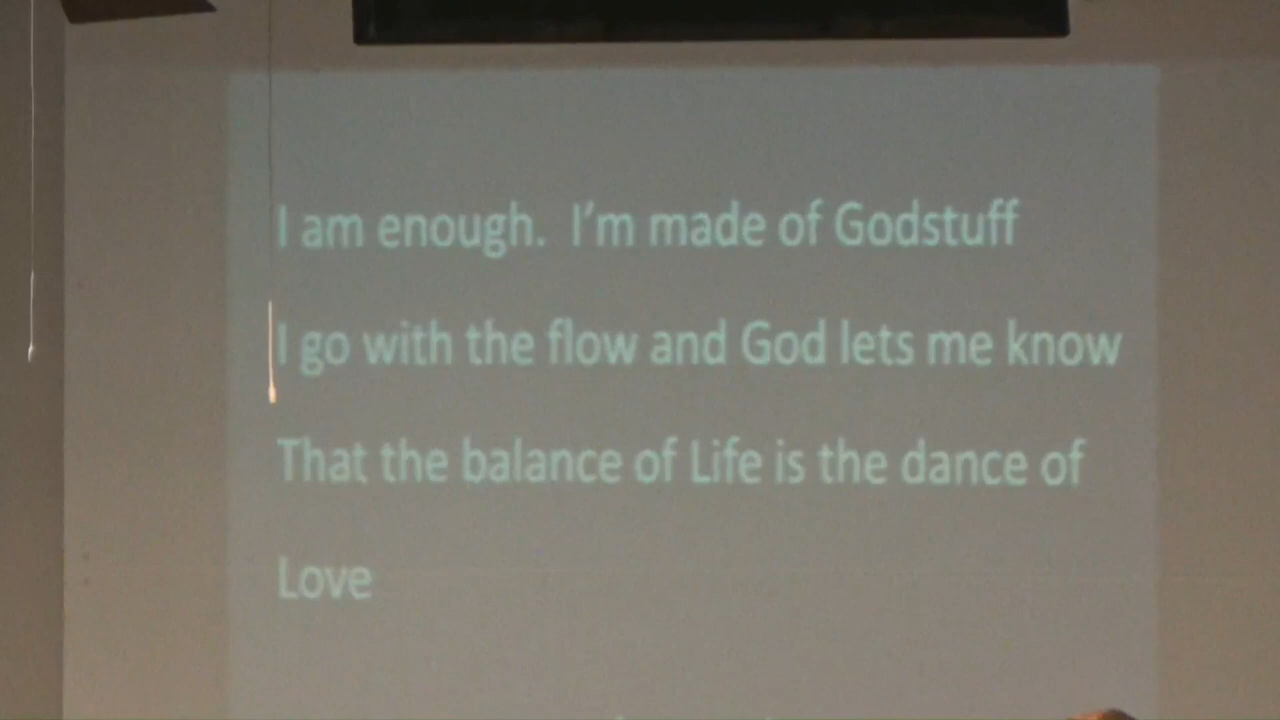 I am enough.  I'm made of Godstuff
I go with the flow and God lets me know
That the balance of Life is the dance of
Love